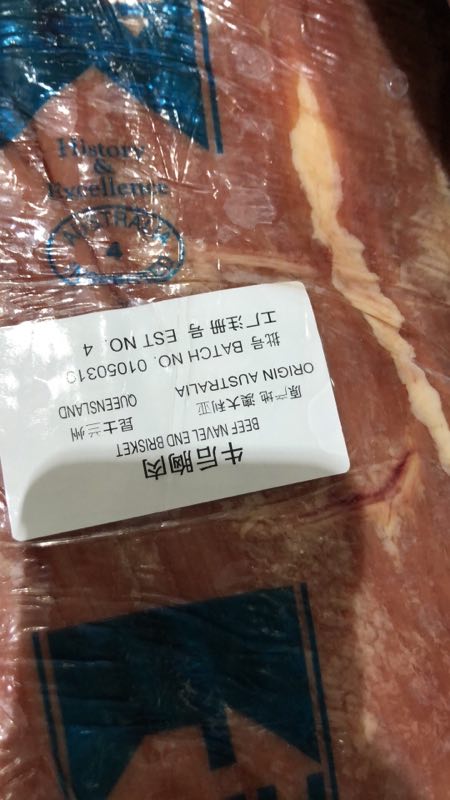 History
&
Excellence
AUSTRALIA
4
牛后胸肉
BEEF NAVEL END BRISKET
原产地 澳大利亚 昆士兰州
ORIGIN AUSTRALIA QUEENSLAND
批号 BATCH NO. 01050313
工厂注册 号 EST NO. 4